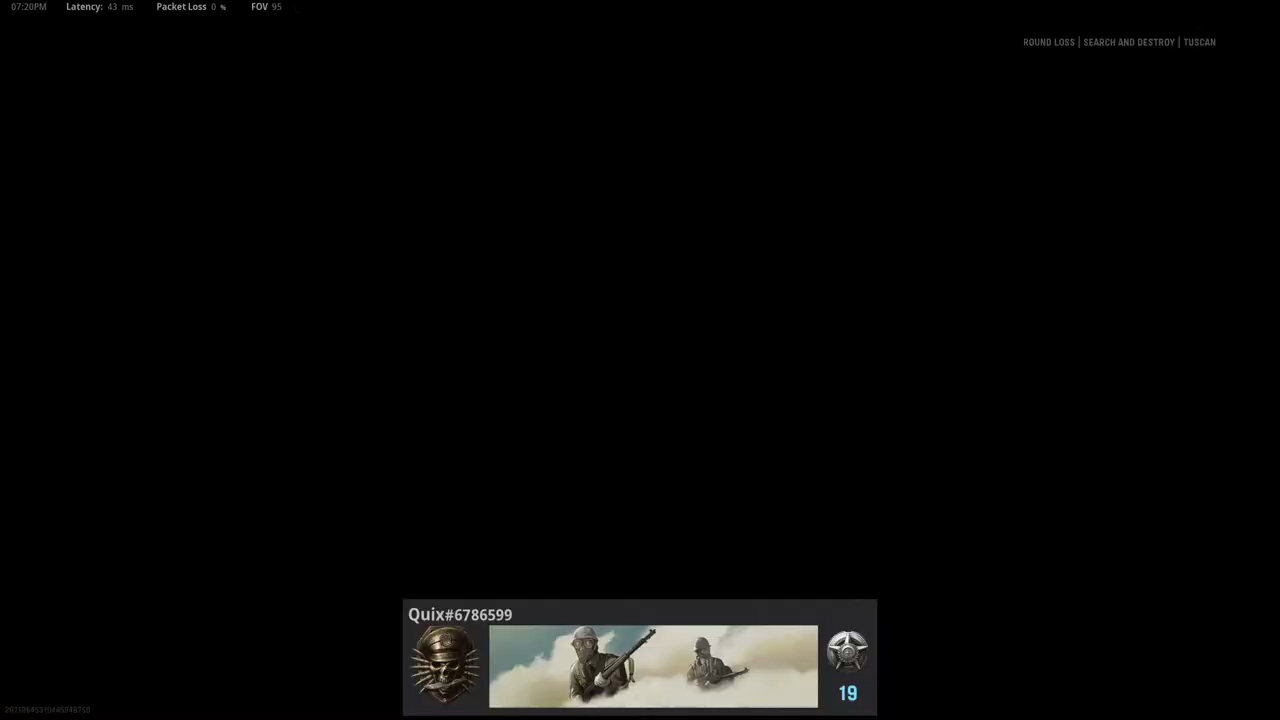 07:20PM Latency: 43 ms Packet Loss 0 % FOV 95
ROUND LOSS | SEARCH AND DESTROY | TUSCAN
Quix#6786599
19